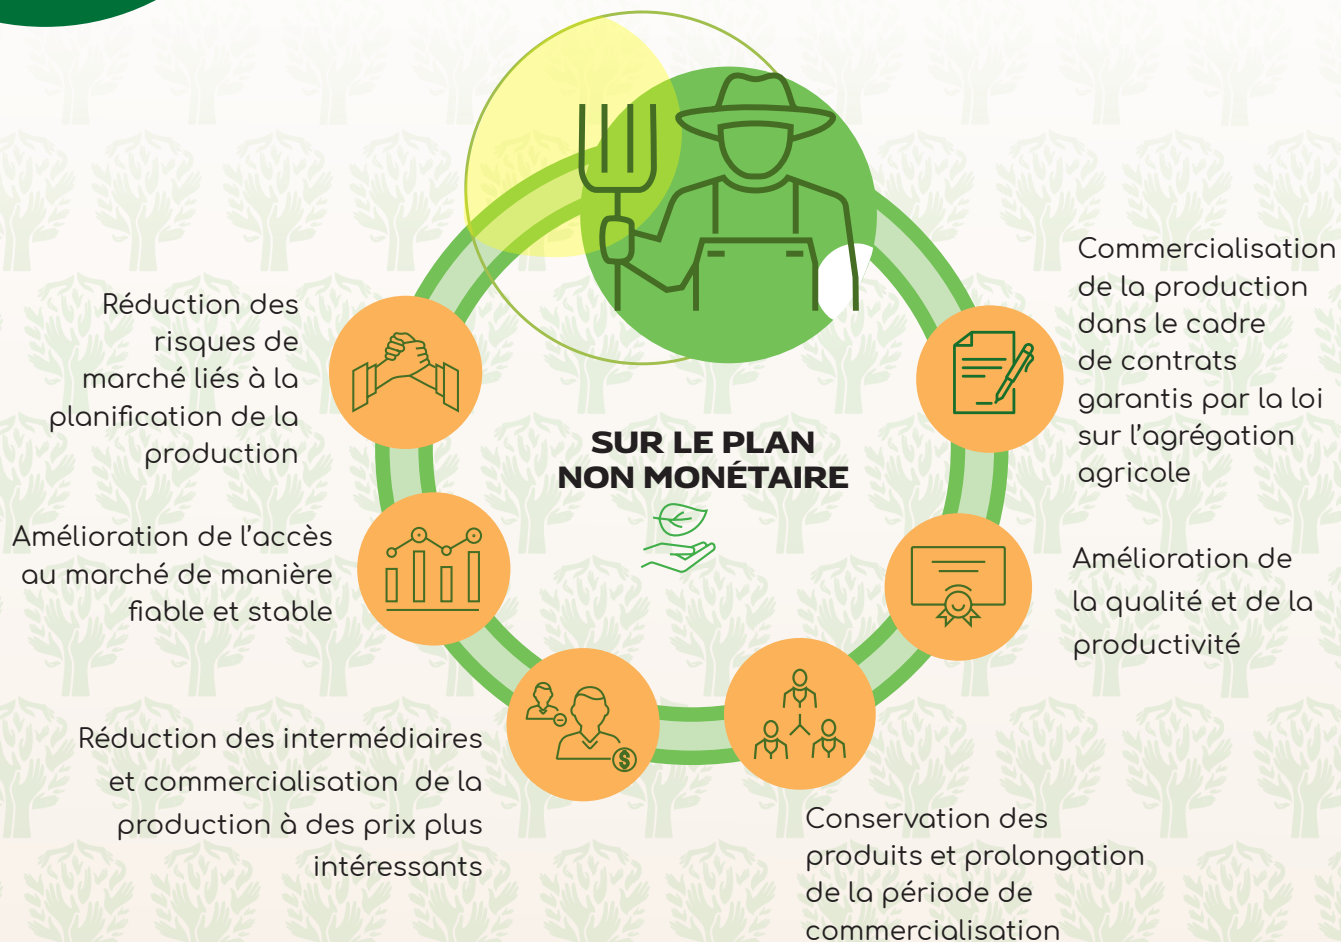 SUR LE PLAN
NON MONÉTAIRE
Commercialisation
de la production
dans le cadre
de contrats
garantis par la loi
sur l’agrégation
agricole
Amélioration de
la qualité et de la
productivité
Conservation des
produits et prolongation
de la période de
commercialisation
Réduction des intermédiaires
et commercialisation de la
production à des prix plus
intéressants
Amélioration de l’accès
au marché de manière
fiable et stable
Réduction des
risques de
marché liés à la
planification de la
production
$